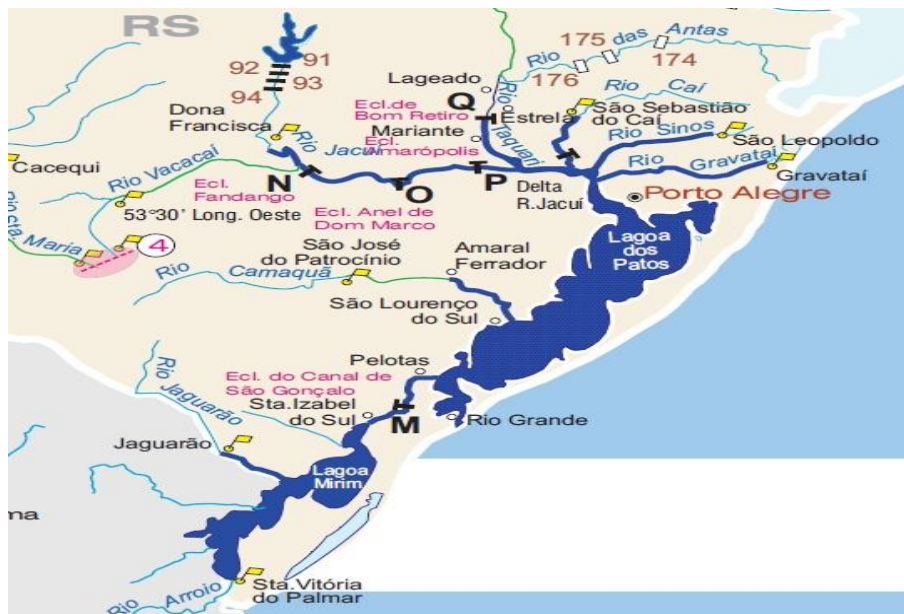 RS
92
91
93
94
175
Rio das Antas
176
174
Lageado
Rio Caí
Q
Ecl.de
Bom Retiro
Rio Taquari
Estrela
São Sebastião
do Caí
Dona
Francisca
Mariante
Ecl.
Amarópolis
Rio Sinos
São Leopoldo
Rio Jacuí
Cacequi
Rio Vacacaí
Rio Gravataí
Gravataí
N
O
P
Ecl.
Fandango
Delta
R.Jacuí
Porto Alegre
53°30' Long. Oeste
Ecl. Anel de
Dom Marco
Rio Sta. Maria
4
São José
do Patrocínio
Amaral
Ferrador
Lagoa
dos
Patos
Rio Camaquã
São Lourenço
do Sul
Pelotas
Ecl. do Canal de
São Gonçalo
Rio Jaguarão
Sta.Izabel
do Sul
M
Rio Grande
Jaguarão
Lagoa
Mirim
ma
Sta.Vitória
do Palmar
Rio Arroio